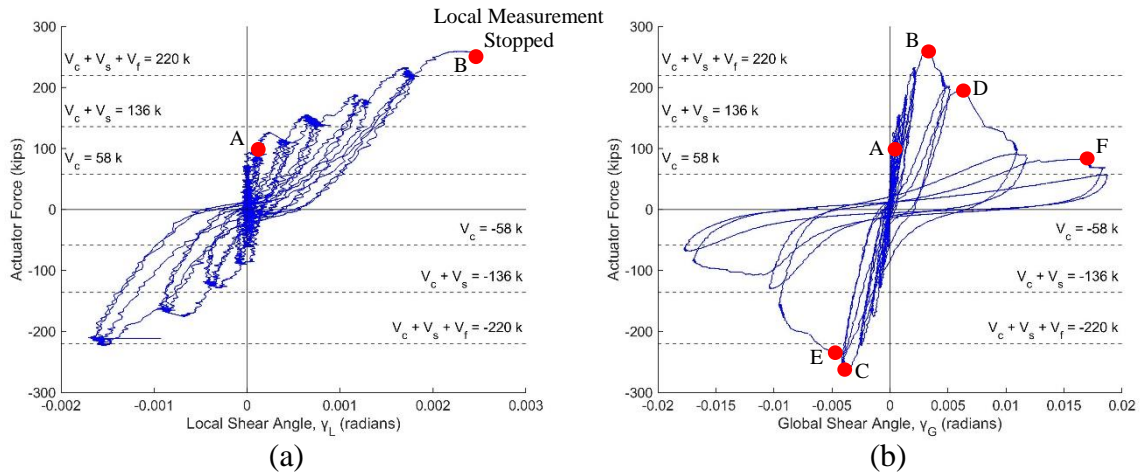 Local Measurement
Stopped
300
V_c + V_s + V_f = 220 k
B
200
V_c + V_s = 136 k
A
100
V_c = 58 k
0
V_c = -58 k
-100
V_c + V_s = -136 k
-200
V_c + V_s + V_f = -220 k
-300
-0.002
-0.001
0
0.001
0.002
0.003
Actuator Force (kips)
Local Shear Angle, γ_L (radians)
(a)
300
B
V_c + V_s + V_f = 220 k
200
D
V_c + V_s = 136 k
A
100
F
V_c = 58 k
0
V_c = -58 k
-100
V_c + V_s = -136 k
-200
V_c + V_s + V_f = -220 k
E
C
-300
-0.02
-0.015
-0.01
-0.005
0
0.005
0.01
0.015
0.02
Actuator Force (kips)
Global Shear Angle, γ_G (radians)
(b)